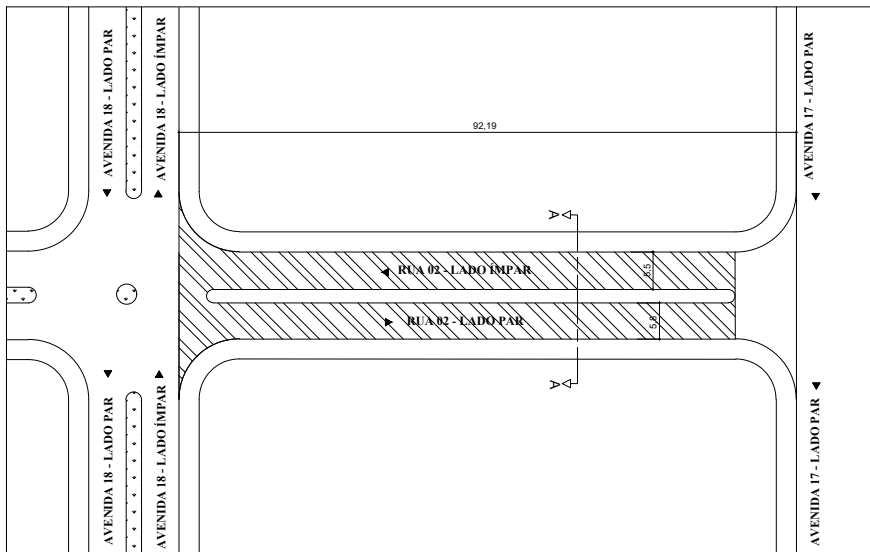 AVENIDA 18 - LADO PAR
AVENIDA 18 - LADO ÍMPAR
AVENIDA 17 - LADO PAR
92,19
A
RUA 02 - LADO ÍMPAR
5,5
RUA 02 - LADO PAR
5,8
A
AVENIDA 18 - LADO PAR
AVENIDA 18 - LADO ÍMPAR
AVENIDA 17 - LADO PAR